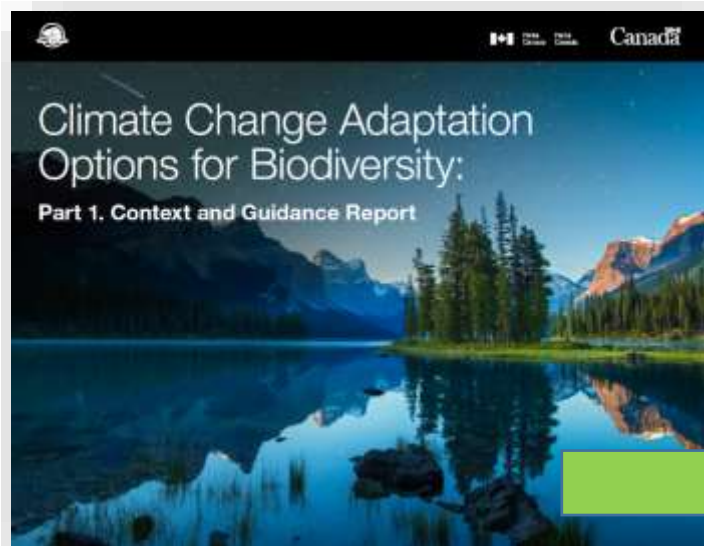 Canada
Climate Change Adaptation
Options for Biodiversity:
Part 1. Context and Guidance Report